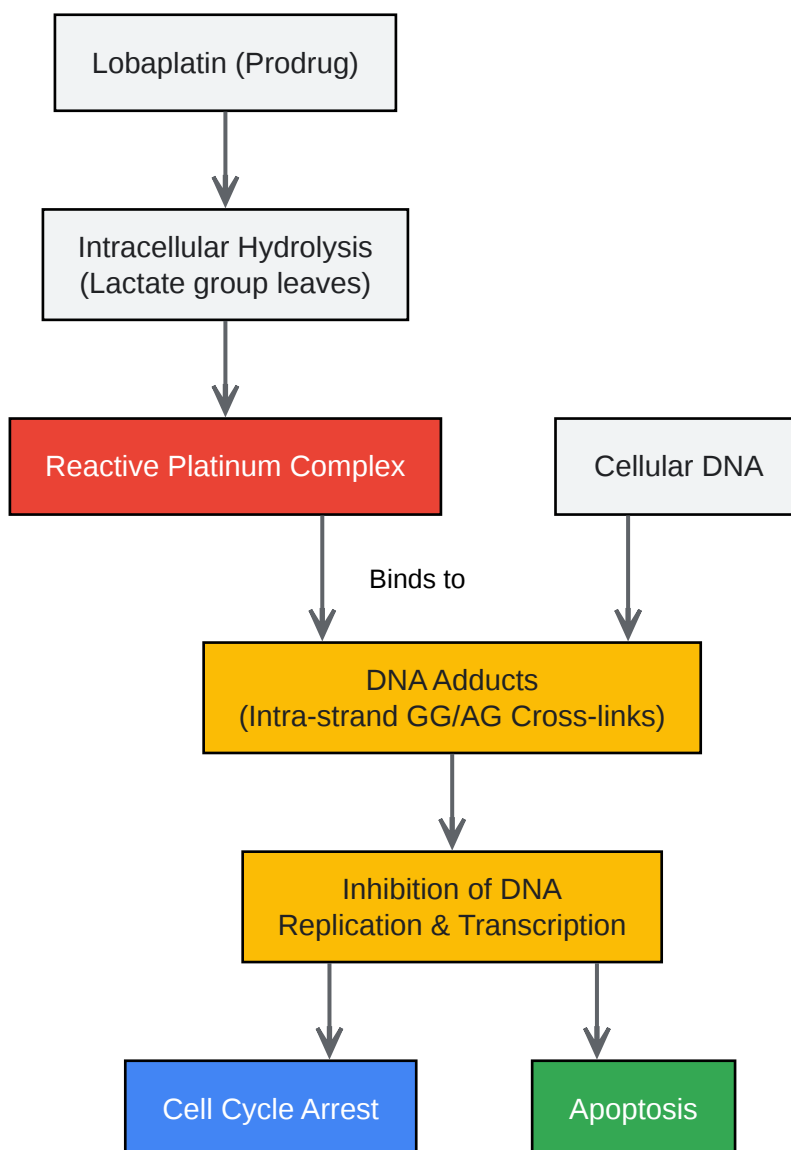 Lobaplatin (Prodrug)
Intracellular Hydrolysis
(Lactate group leaves)
Reactive Platinum Complex
Cellular DNA
Binds to
DNA Adducts
(Intra-strand GG/AG Cross-links)
Inhibition of DNA
Replication & Transcription
Cell Cycle Arrest
Apoptosis